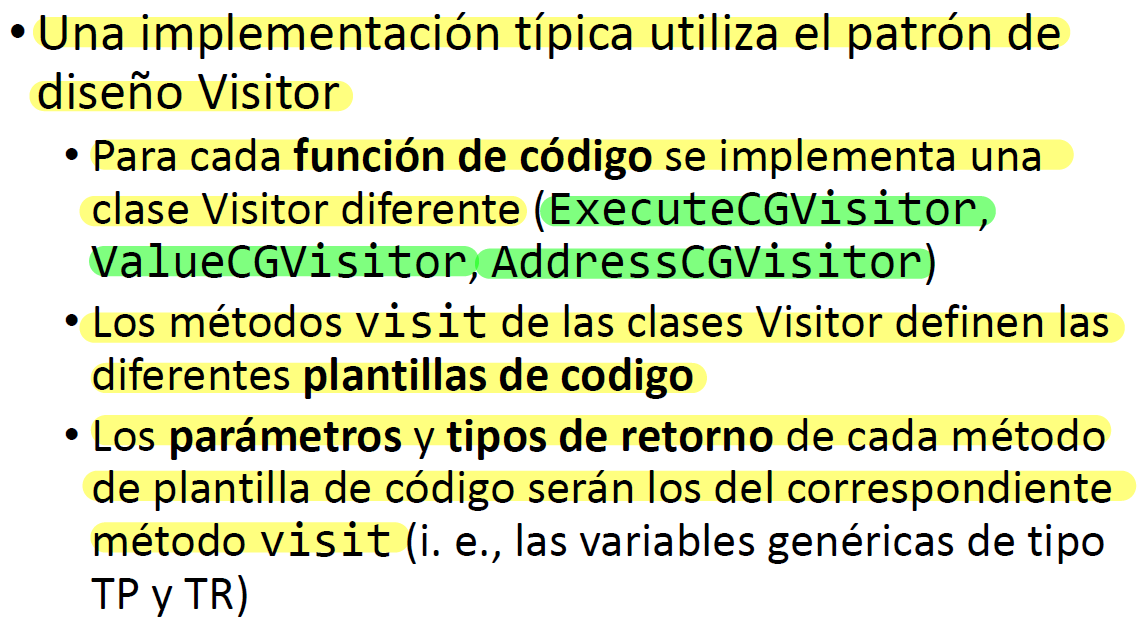 • Una implementación típica utiliza el patrón de
diseño Visitor
• Para cada función de código se implementa una
clase Visitor diferente (ExecuteCGVisitor,
ValueCGVisitor, AddressCGVisitor)
• Los métodos visit de las clases Visitor definen las
diferentes plantillas de codigo
• Los parámetros y tipos de retorno de cada método
de plantilla de código serán los del correspondiente
método visit (i. e., las variables genéricas de tipo
TP y TR)